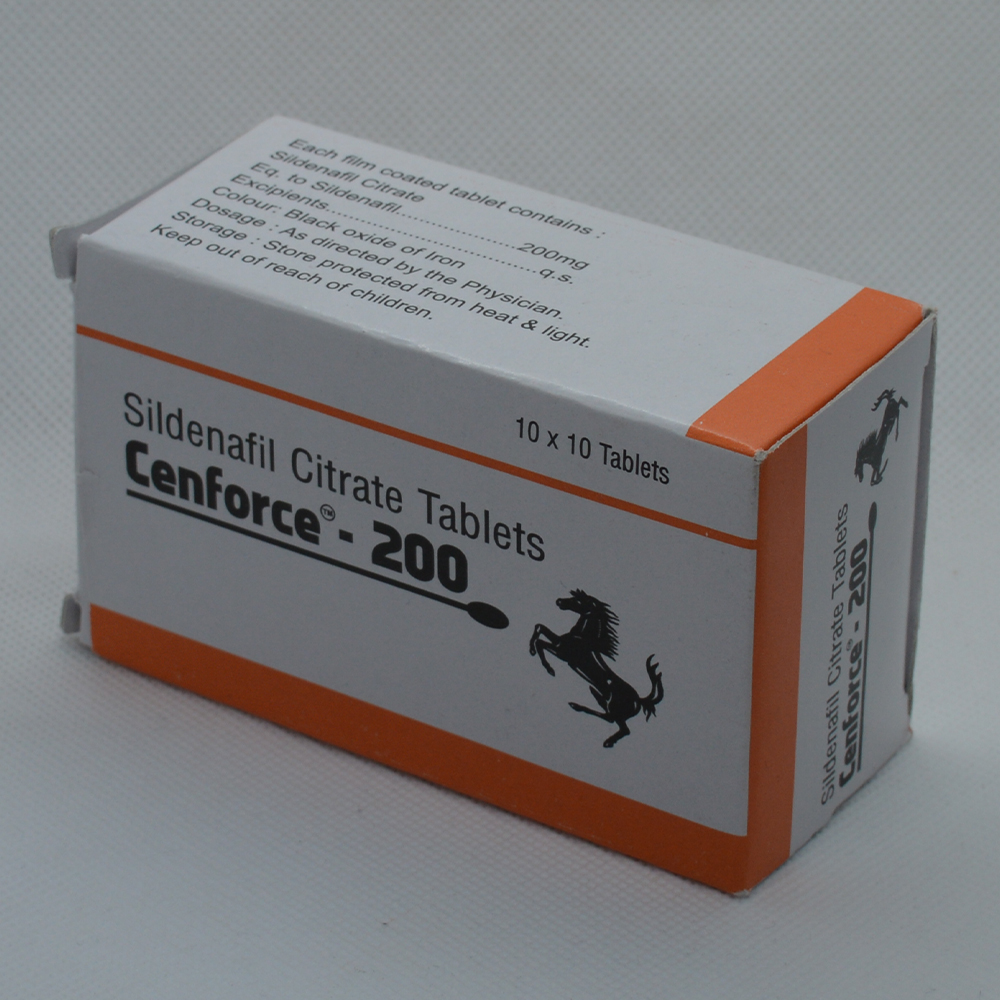 Each film coated tablet contains :
Sildenafil Citrate
Eq. to Sildenafil........................200mg
Excipients.........................................q.s.
Colour: Black oxide of Iron
Dosage : As directed by the Physician.
Storage : Store protected from heat & light.
Keep out of reach of children.
10 x 10 Tablets
Sildenafil Citrate Tablets
Cenforce™ - 200
Sildenafil Citrate Tablets
Cenforce® - 200